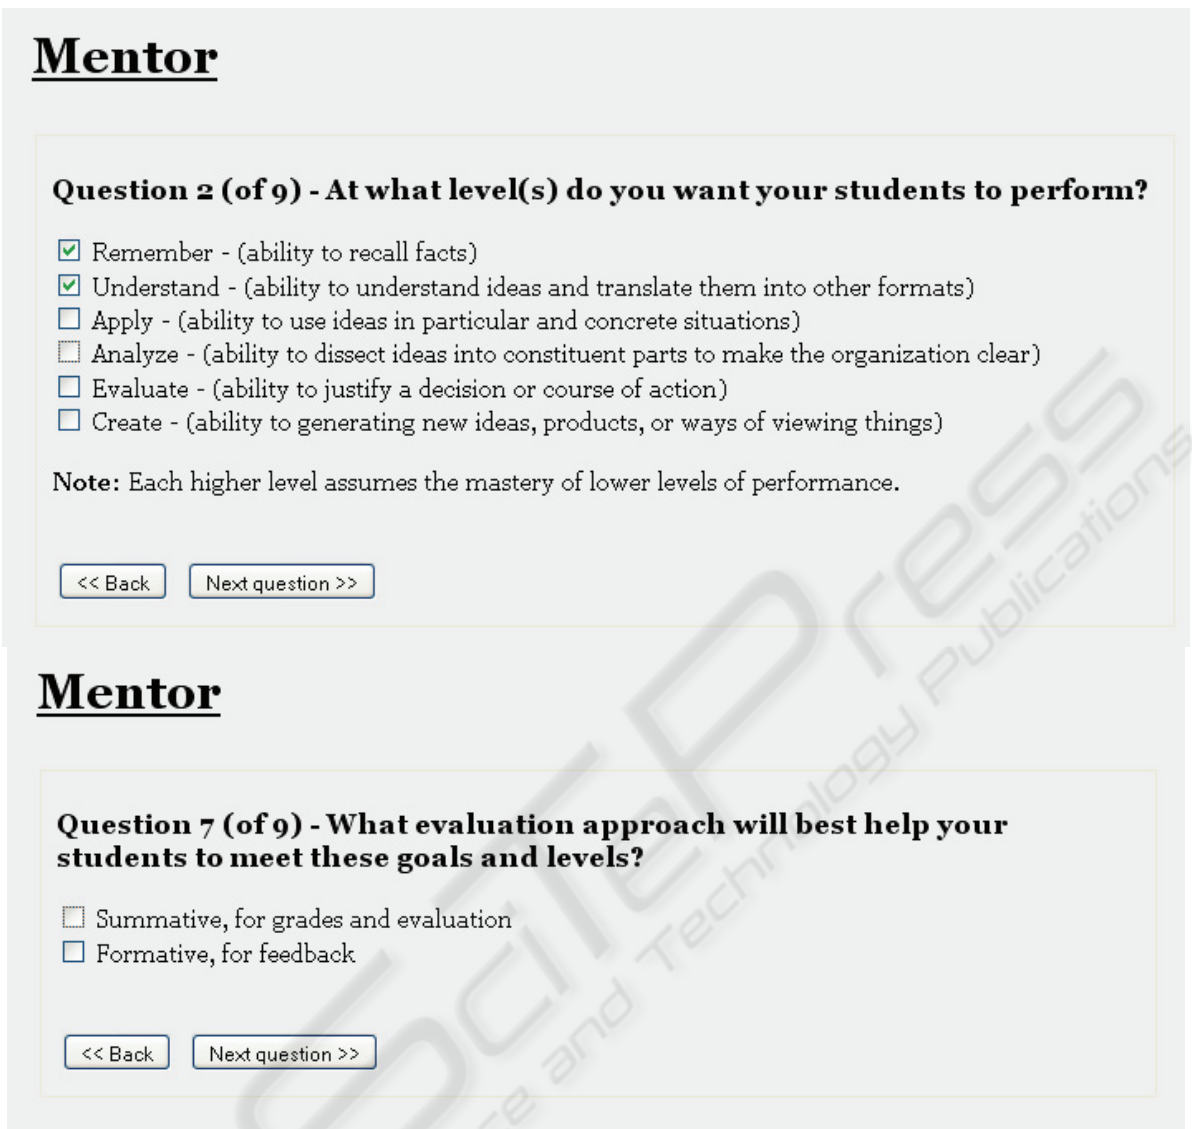 Mentor
Question 2 (of 9) - At what level(s) do you want your students to perform?
Remember - (ability to recall facts)
Understand - (ability to understand ideas and translate them into other formats)
Apply - (ability to use ideas in particular and concrete situations)
Analyze - (ability to dissect ideas into constituent parts to make the organization clear)
Evaluate - (ability to justify a decision or course of action)
Create - (ability to generating new ideas, products, or ways of viewing things)
Note: Each higher level assumes the mastery of lower levels of performance.
<< Back Next question >>
Mentor
Question 7 (of 9) - What evaluation approach will best help your
students to meet these goals and levels?
Summative, for grades and evaluation
Formative, for feedback
<< Back Next question >>
SciTePress
and Technology Publications